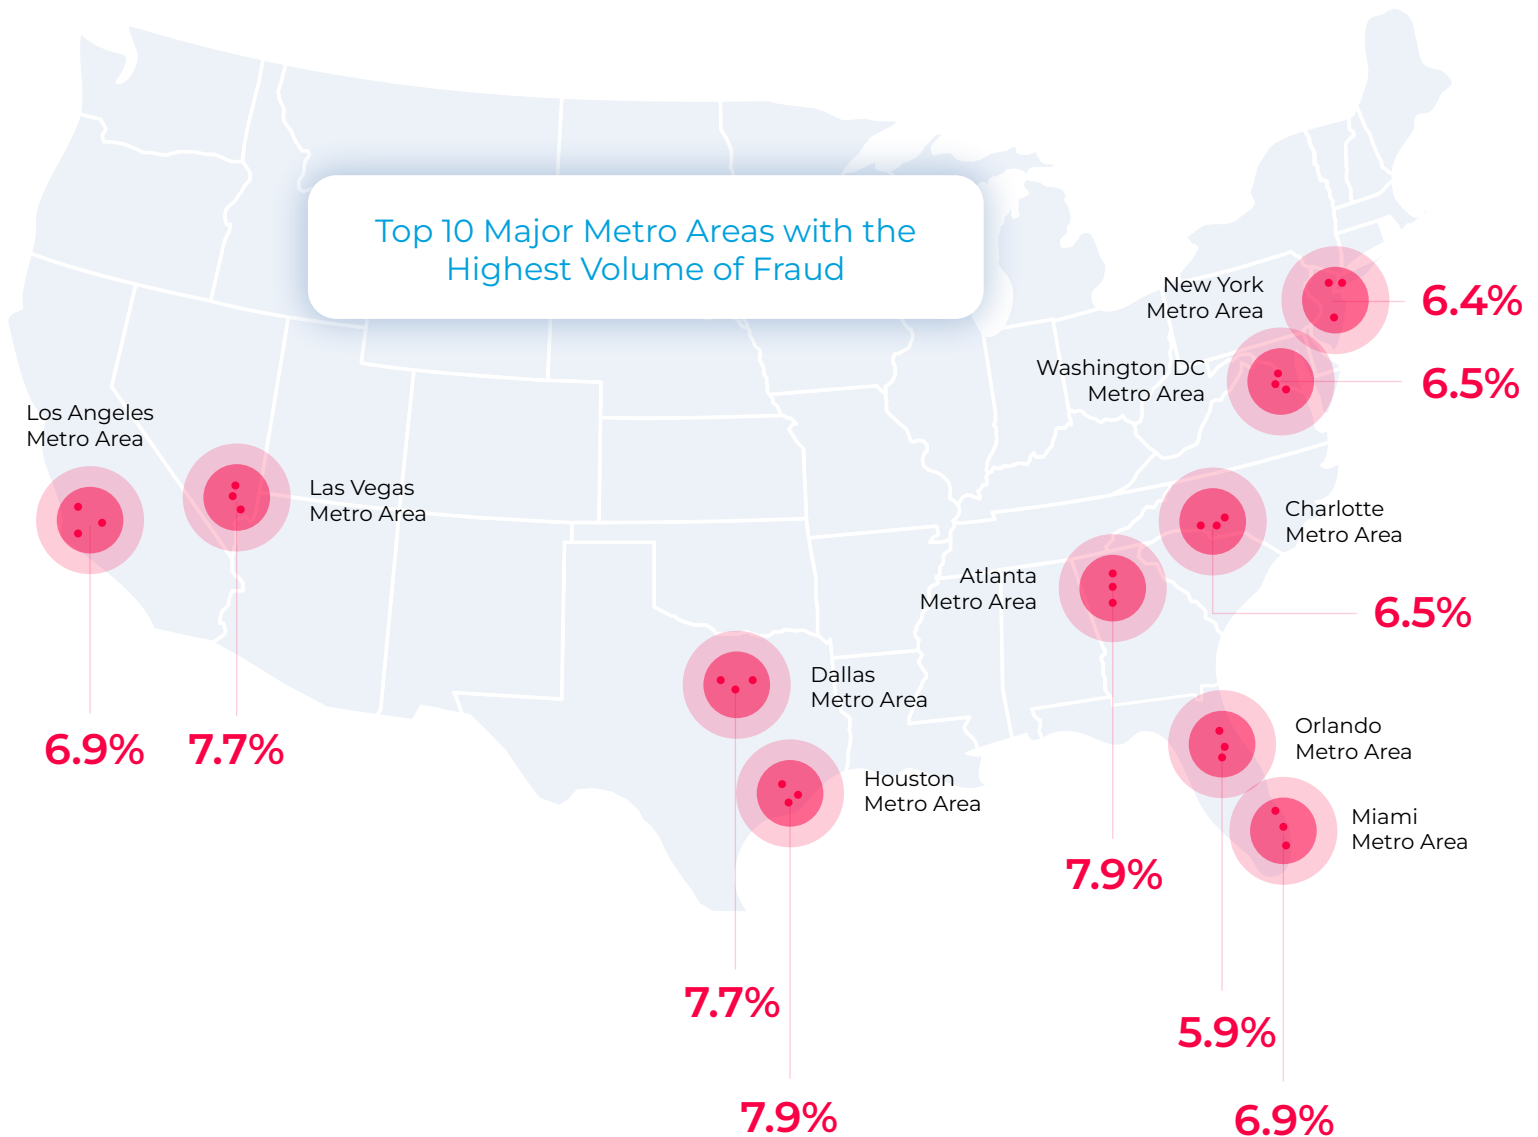 Top 10 Major Metro Areas with the
Highest Volume of Fraud
New York
Metro Area
6.4%
Washington DC
Metro Area
6.5%
Los Angeles
Metro Area
6.9%
Las Vegas
Metro Area
7.7%
Charlotte
Metro Area
6.5%
Atlanta
Metro Area
7.9%
Dallas
Metro Area
7.7%
Houston
Metro Area
7.9%
Orlando
Metro Area
5.9%
Miami
Metro Area
6.9%